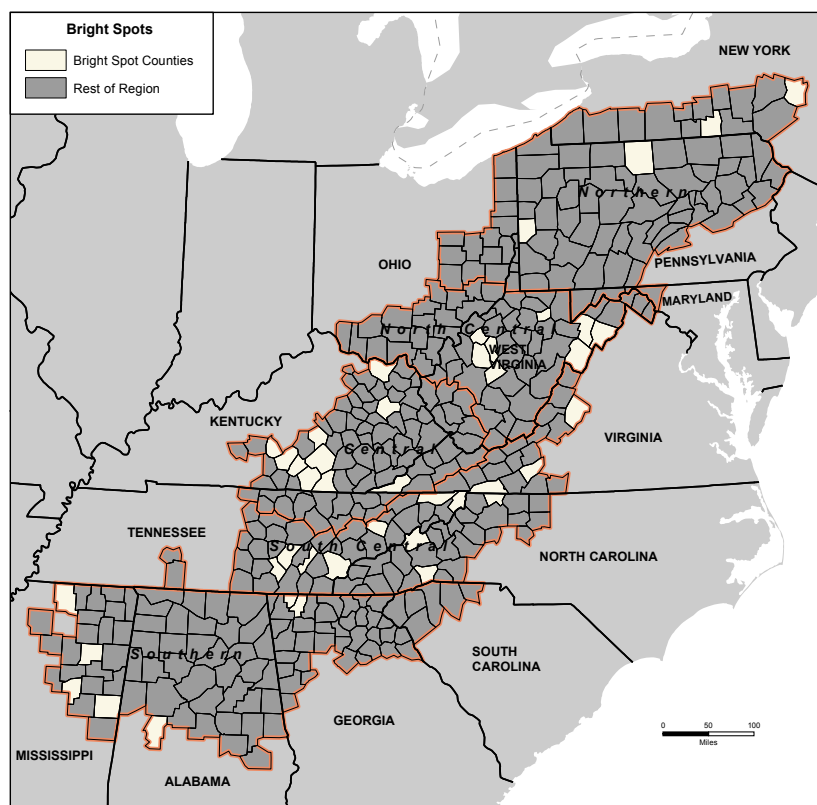 Bright Spots
Bright Spot Counties
Rest of Region
NEW YORK
Northern
PENNSYLVANIA
OHIO
MARYLAND
North Central
WEST
VIRGINIA
KENTUCKY
VIRGINIA
Central
TENNESSEE
South Central
NORTH CAROLINA
Southern
SOUTH
CAROLINA
GEORGIA
0 50 100
Miles
MISSISSIPPI
ALABAMA